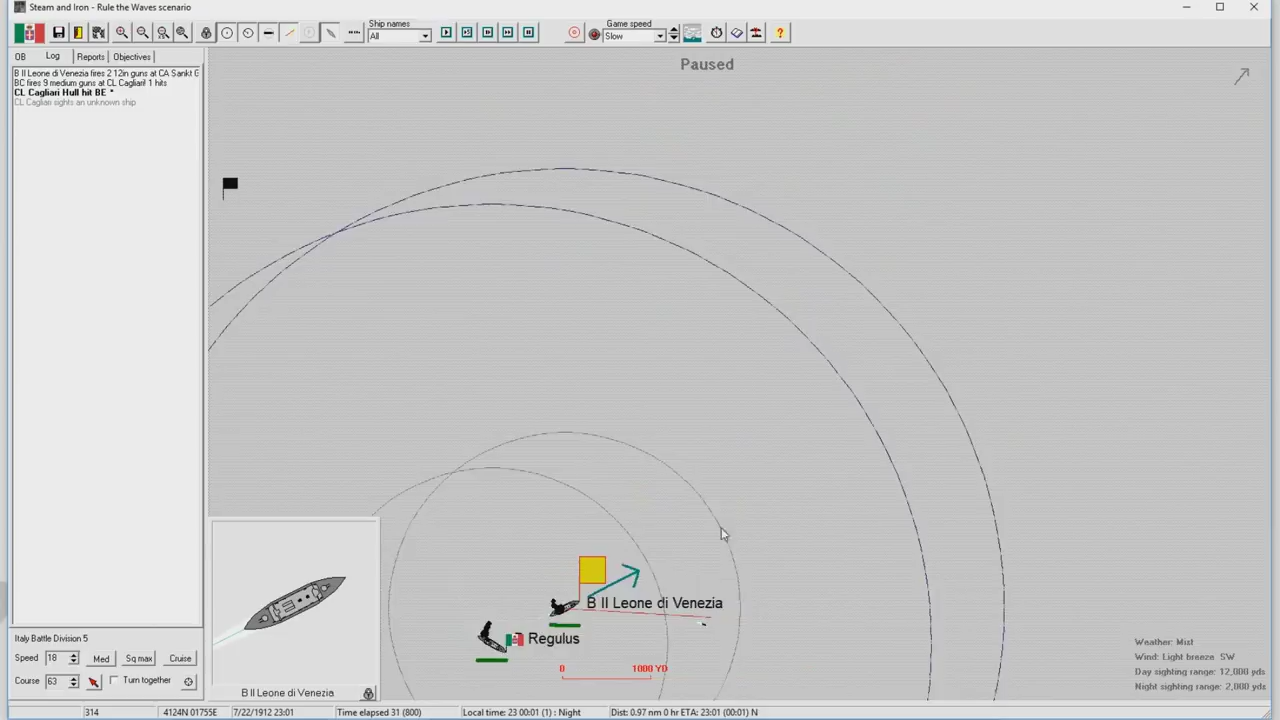 Steam and Iron - Rule the Waves scenario
Ship names
All
Game speed
Slow
OB Log Reports Objectives
B II Leone di Venezia fires 2 12in guns at CA Sankt G
BC fires 9 medium guns at CL Cagliari! 1 hits
CL Cagliari Hull hit BE *
CL Cagliari sights an unknown ship
Paused
B II Leone di Venezia
Regulus
0 1000 YD
Weather: Mist
Wind: Light breeze SW
Day sighting range: 12,000 yds
Night sighting range: 2,000 yds
Italy Battle Division 5
Speed 18 Med Sq max Cruise
Course 63 Turn together
B II Leone di Venezia
314 4124N 01755E 7/22/1912 23:01 Time elapsed 31 (800) Local time: 23 00:01 (1) : Night Dist: 0.97 nm 0 hr ETA: 23:01 (00:01) N